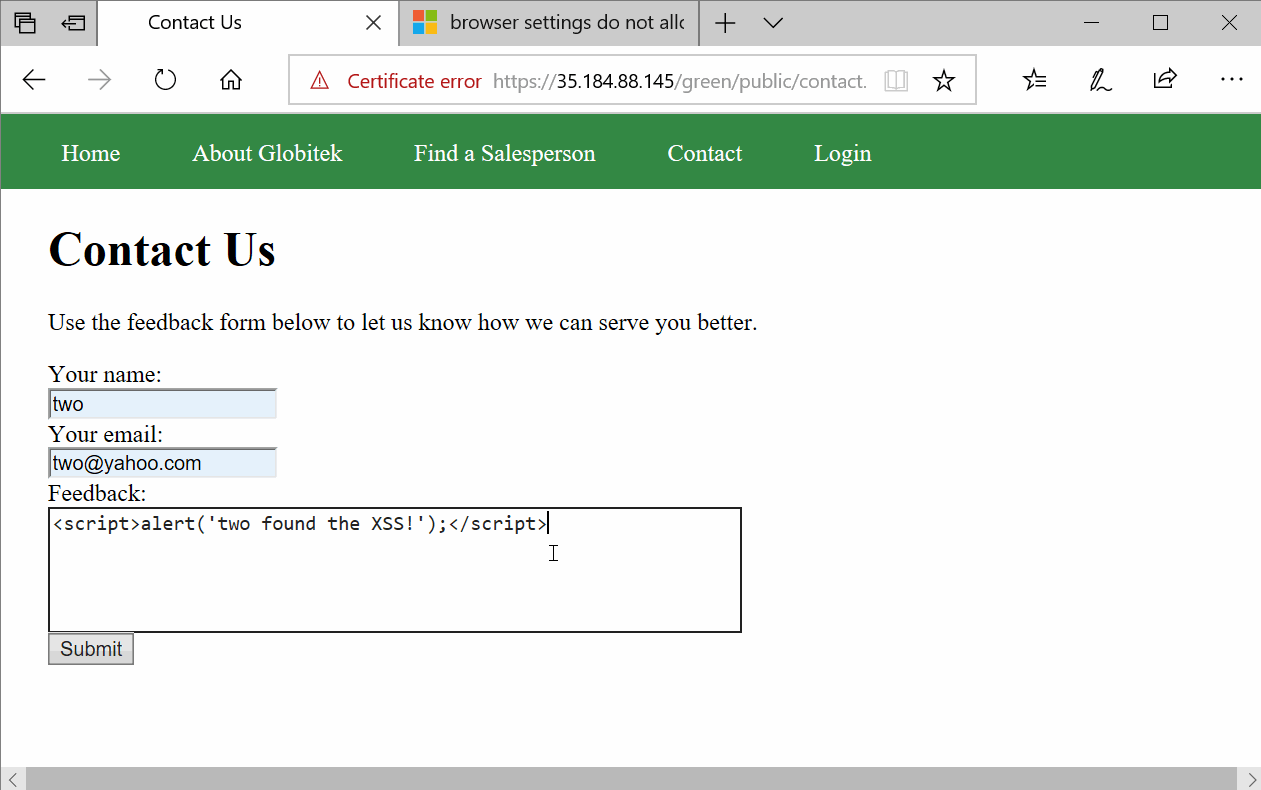 Contact Us
browser settings do not allo
Certificate error https://35.184.88.145/green/public/contact.
Home About Globitek Find a Salesperson Contact Login
Contact Us
Use the feedback form below to let us know how we can serve you better.
Your name:
two
Your email:
two@yahoo.com
Feedback:
<script>alert('two found the XSS!');</script>
Submit